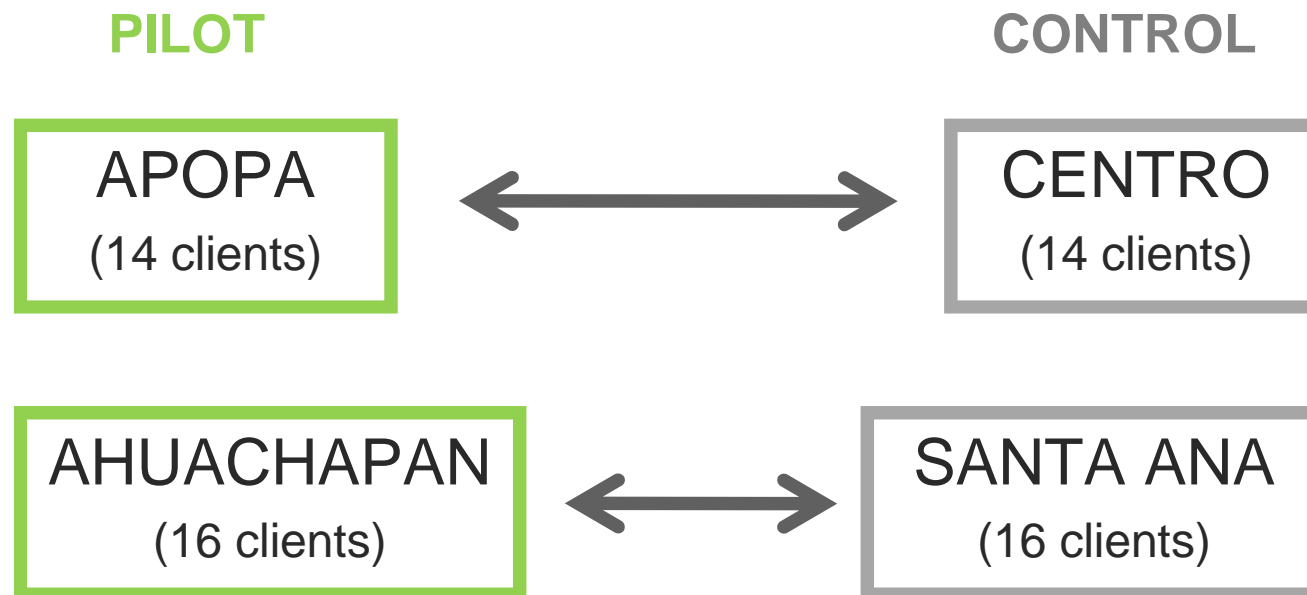 PILOT
CONTROL
APOPA
(14 clients)
CENTRO
(14 clients)
AHUACHAPAN
(16 clients)
SANTA ANA
(16 clients)